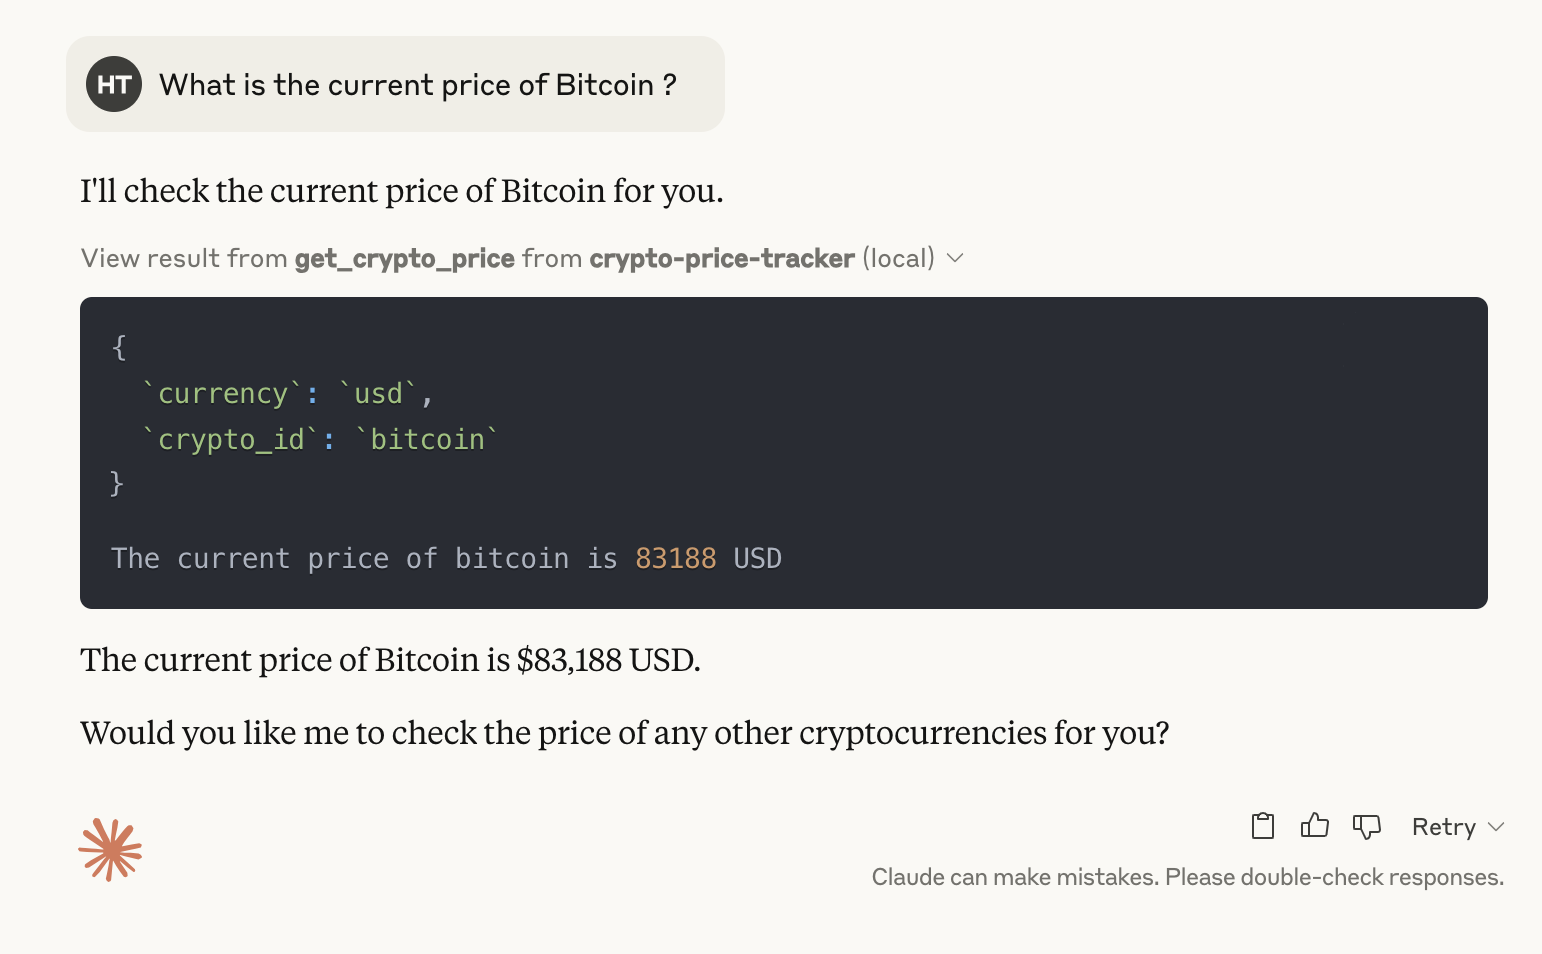 HT What is the current price of Bitcoin ?
I'll check the current price of Bitcoin for you.
View result from get_crypto_price from crypto-price-tracker (local)
{
  `currency`: `usd`,
  `crypto_id`: `bitcoin`
}
The current price of bitcoin is 83188 USD
The current price of Bitcoin is $83,188 USD.
Would you like me to check the price of any other cryptocurrencies for you?
Retry
Claude can make mistakes. Please double-check responses.